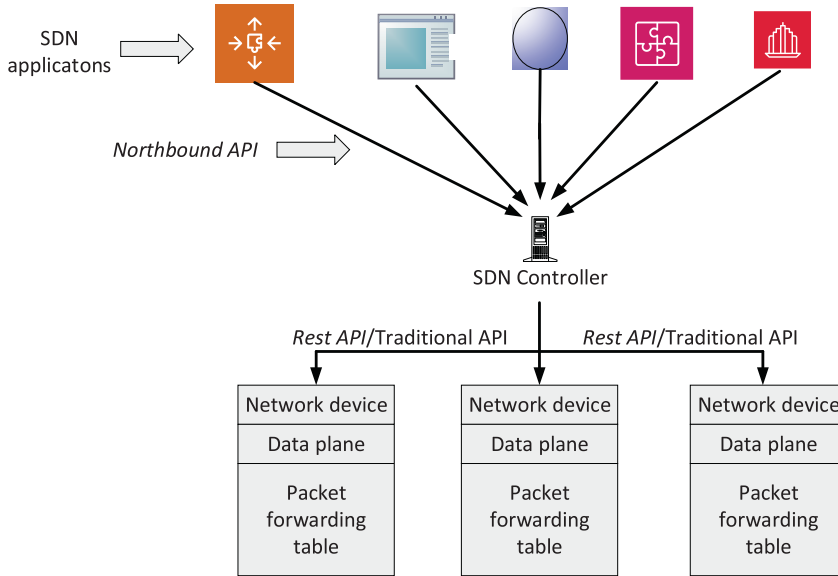 SDN
applicatons
Northbound API
SDN Controller
Rest API/Traditional API
Rest API/Traditional API
Network device
Network device
Network device
Data plane
Data plane
Data plane
Packet
forwarding
table
Packet
forwarding
table
Packet
forwarding
table